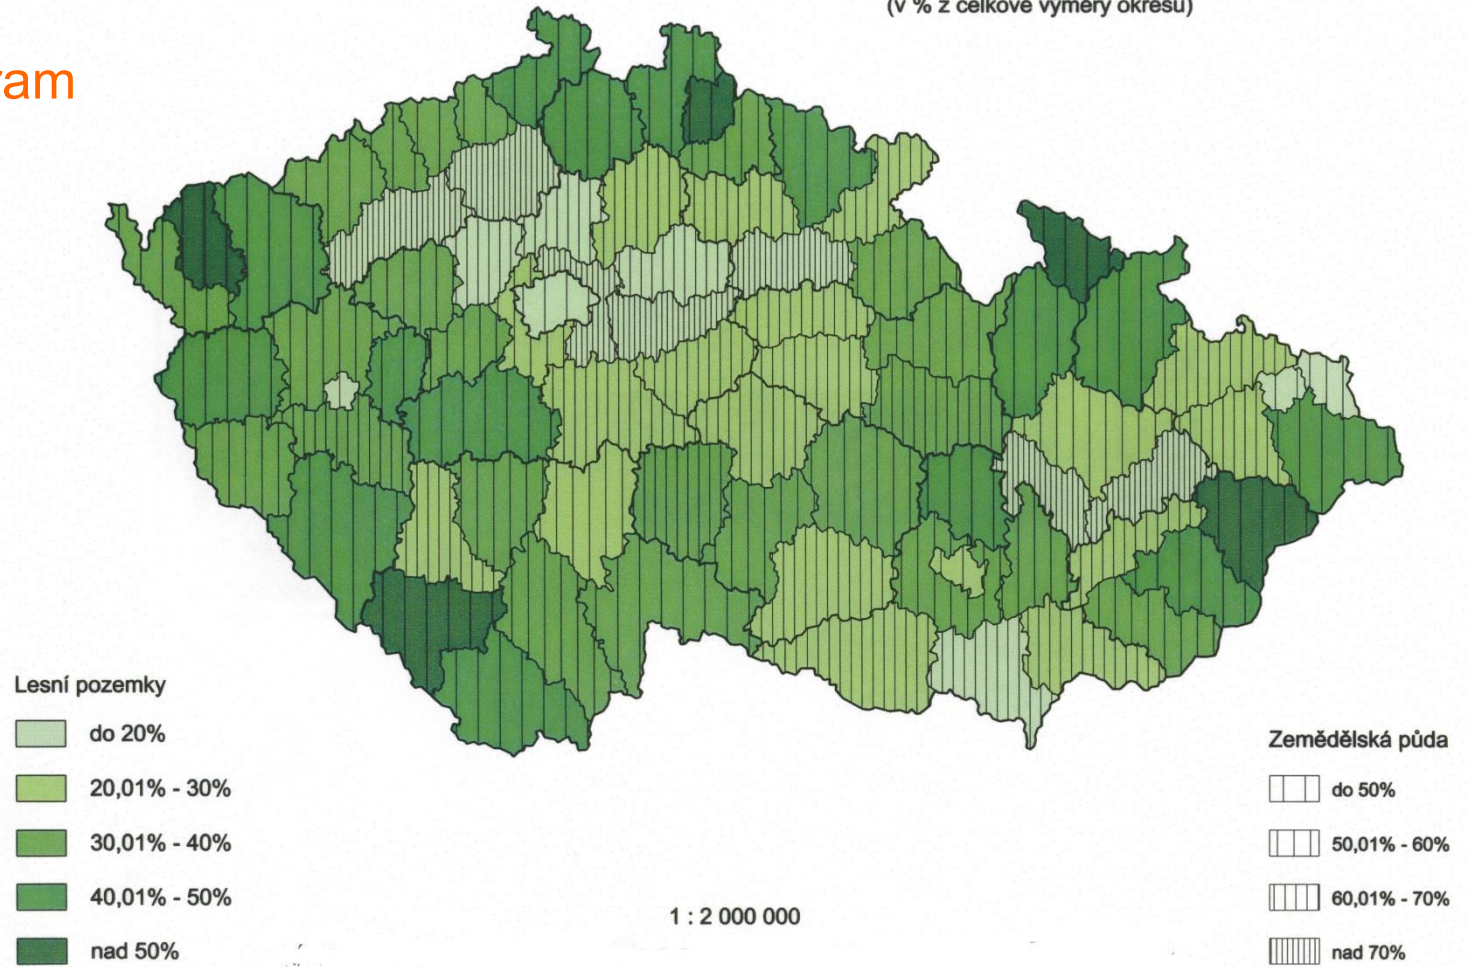 (v % z celkové výměry okresu)
ram
Lesní pozemky
do 20%
20,01% - 30%
30,01% - 40%
40,01% - 50%
nad 50%
1 : 2 000 000
Zemědělská půda
do 50%
50,01% - 60%
60,01% - 70%
nad 70%